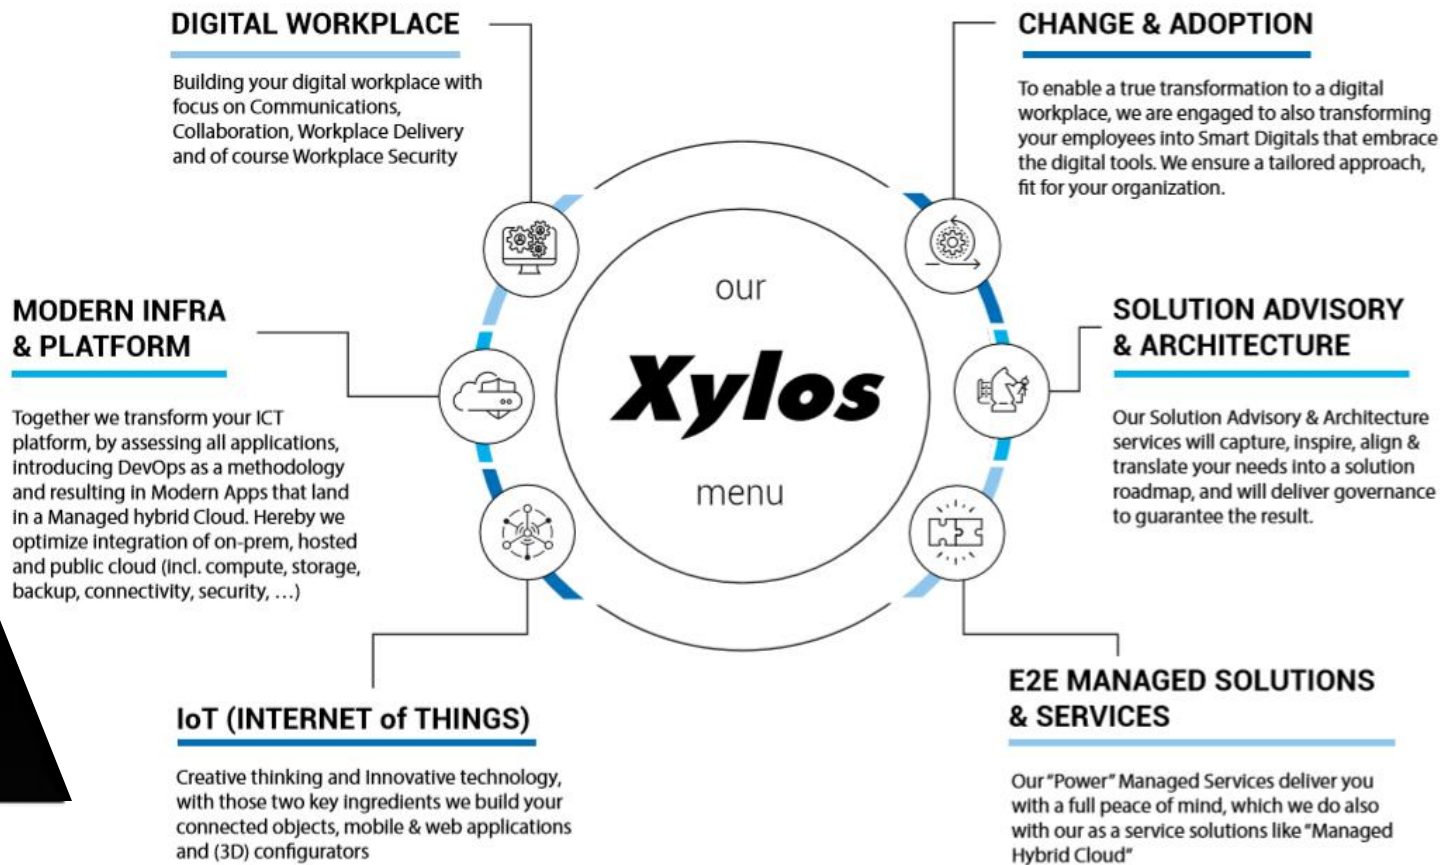 DIGITAL WORKPLACE
Building your digital workplace with
focus on Communications,
Collaboration, Workplace Delivery
and of course Workplace Security
CHANGE & ADOPTION
To enable a true transformation to a digital
workplace, we are engaged to also transforming
your employees into Smart Digitals that embrace
the digital tools. We ensure a tailored approach,
fit for your organization.
MODERN INFRA
& PLATFORM
Together we transform your ICT
platform, by assessing all applications,
introducing DevOps as a methodology
and resulting in Modern Apps that land
in a Managed hybrid Cloud. Hereby we
optimize integration of on-prem, hosted
and public cloud (incl. compute, storage,
backup, connectivity, security, …)
our
Xylos
menu
SOLUTION ADVISORY
& ARCHITECTURE
Our Solution Advisory & Architecture
services will capture, inspire, align &
translate your needs into a solution
roadmap, and will deliver governance
to guarantee the result.
IoT (INTERNET of THINGS)
Creative thinking and Innovative technology,
with those two key ingredients we build your
connected objects, mobile & web applications
and (3D) configurators
E2E MANAGED SOLUTIONS
& SERVICES
Our “Power” Managed Services deliver you
with a full peace of mind, which we do also
with our as a service solutions like “Managed
Hybrid Cloud”